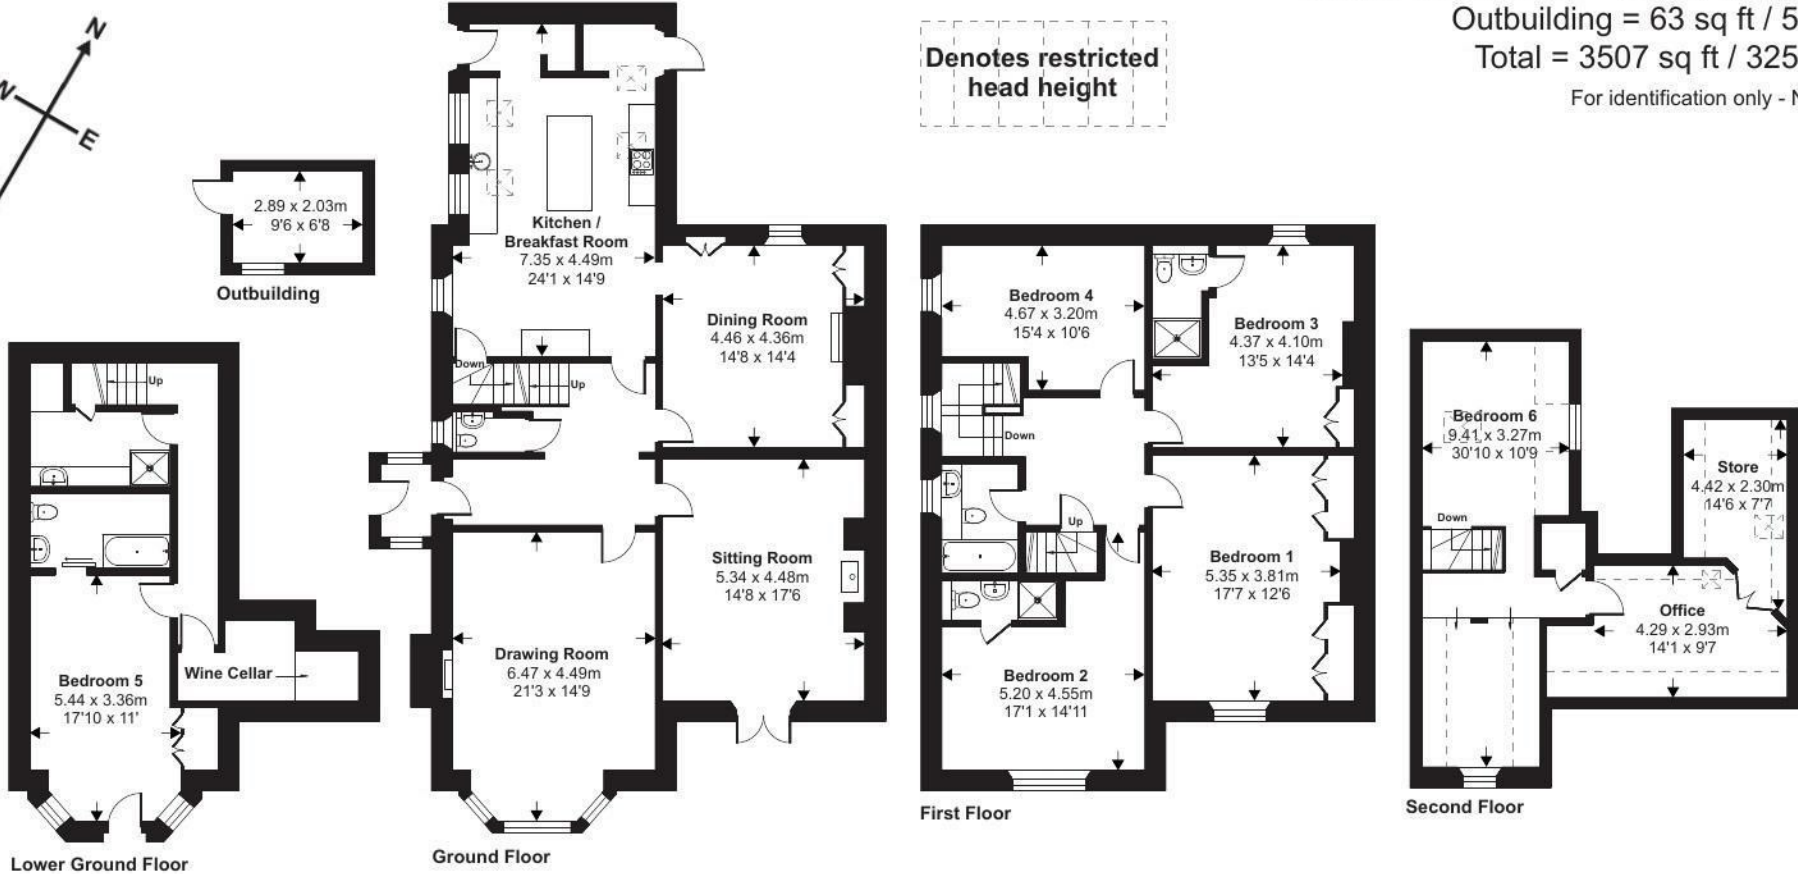 N
E
Outbuilding = 63 sq ft / 5
Total = 3507 sq ft / 325
For identification only - N
Denotes restricted
head height
2.89 x 2.03m
9'6 x 6'8
Outbuilding
Up
Bedroom 5
5.44 x 3.36m
17'10 x 11'
Wine Cellar
Lower Ground Floor
Kitchen /
Breakfast Room
7.35 x 4.49m
24'1 x 14'9
Dining Room
4.46 x 4.36m
14'8 x 14'4
Down
Up
Sitting Room
5.34 x 4.48m
14'8 x 17'6
Drawing Room
6.47 x 4.49m
21'3 x 14'9
Ground Floor
Bedroom 4
4.67 x 3.20m
15'4 x 10'6
Bedroom 3
4.37 x 4.10m
13'5 x 14'4
Down
Up
Bedroom 1
5.35 x 3.81m
17'7 x 12'6
Bedroom 2
5.20 x 4.55m
17'1 x 14'11
First Floor
Bedroom 6
9.41 x 3.27m
30'10 x 10'9
Store
4.42 x 2.30m
14'6 x 7'7
Down
Office
4.29 x 2.93m
14'1 x 9'7
Second Floor